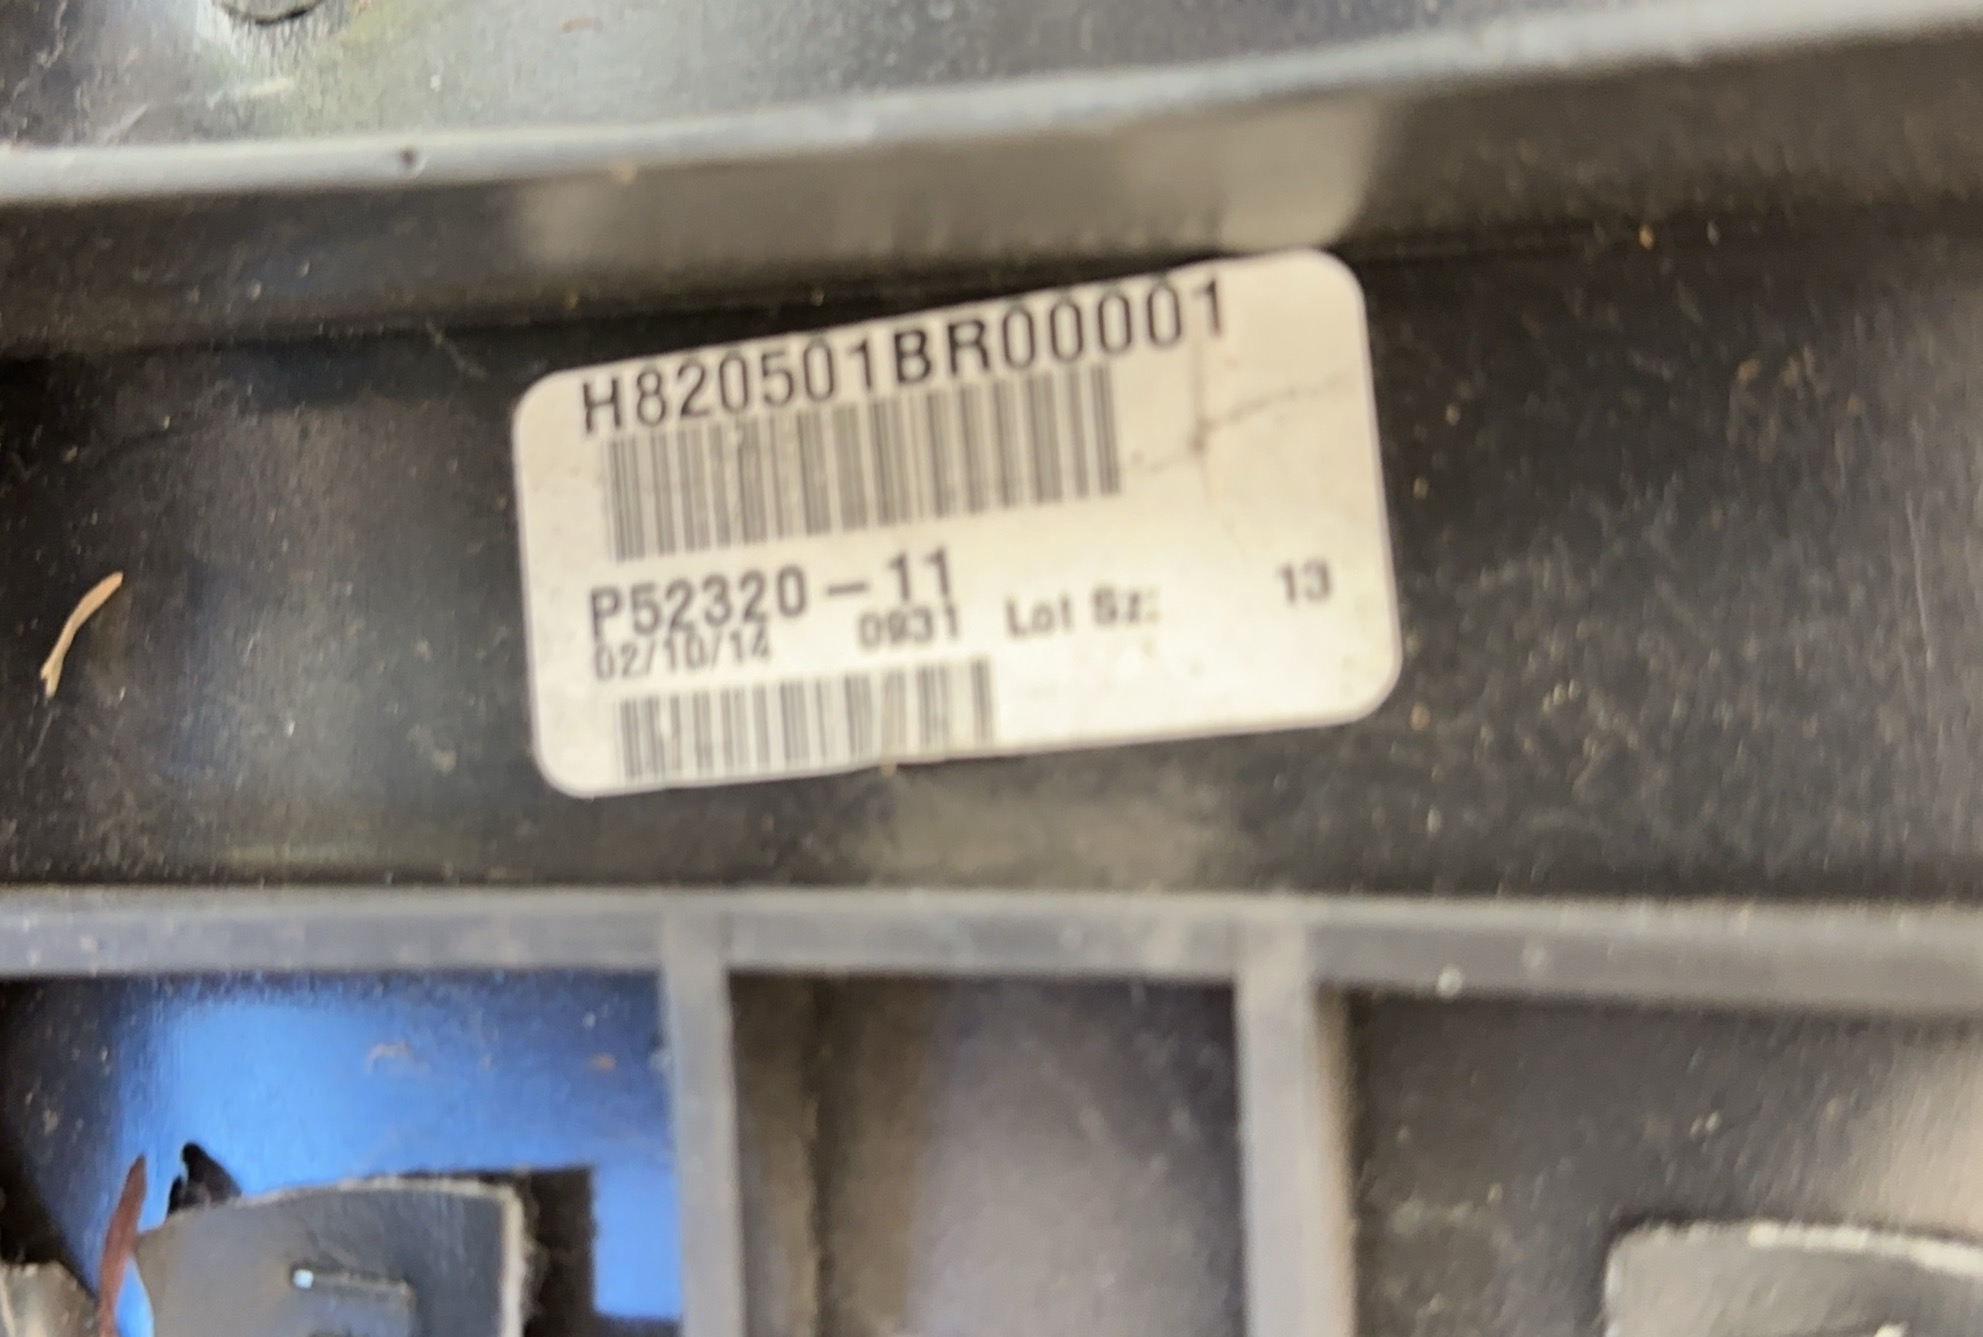 H820501BR00001
P52320-11
02/10/14 0931 Lot Sz: 13